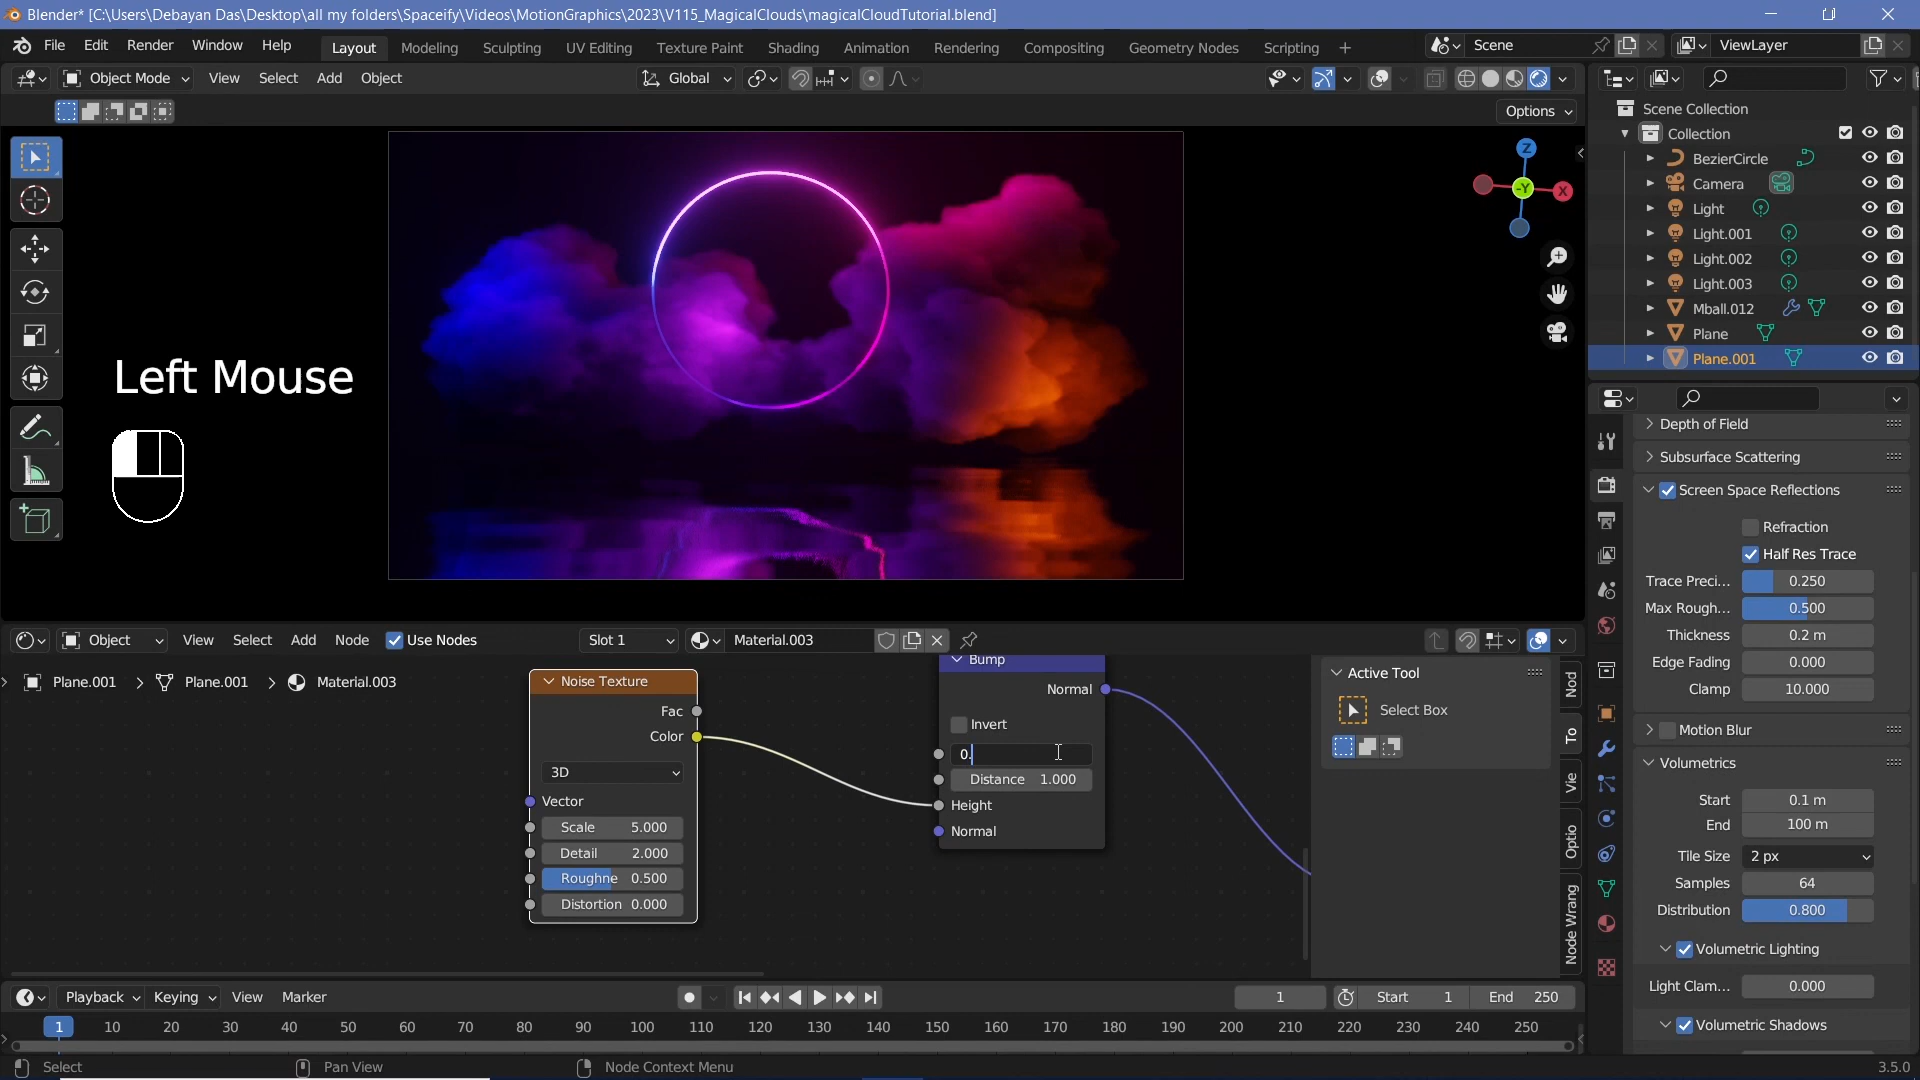 Blender* [C:\Users\Debayan Das\Desktop\all my folders\Spaceify\Videos\MotionGraphics\2023\V115_MagicalClouds\magicalCloudTutorial.blend]
File Edit Render Window Help Layout Modeling Sculpting UV Editing Texture Paint Shading Animation Rendering Compositing Geometry Nodes Scripting + Scene ViewLayer
Object Mode View Select Add Object Global
Options
Scene Collection
Collection
BezierCircle
Camera
Light
Light.001
Light.002
Light.003
Mball.012
Plane
Plane.001
Z
-Y
X
Left Mouse
Depth of Field
Subsurface Scattering
Screen Space Reflections
Refraction
Half Res Trace
Trace Preci... 0.250
Max Rough... 0.500
Thickness 0.2 m
Edge Fading 0.000
Clamp 10.000
Motion Blur
Volumetrics
Start 0.1 m
End 100 m
Tile Size 2 px
Samples 64
Distribution 0.800
Volumetric Lighting
Light Clam... 0.000
Volumetric Shadows
Object View Select Add Node Use Nodes Slot 1 Material.003
Plane.001 > Plane.001 > Material.003
Noise Texture
Fac
Color
3D
Vector
Scale 5.000
Detail 2.000
Roughne 0.500
Distortion 0.000
Bump
Normal
Invert
0.
Distance 1.000
Height
Normal
Active Tool
Select Box
Nod
To
Vie
Optio
Node Wrang
Playback Keying View Marker 1 Start 1 End 250
1 10 20 30 40 50 60 70 80 90 100 110 120 130 140 150 160 170 180 190 200 210 220 230 240 250
Select Pan View Node Context Menu 3.5.0